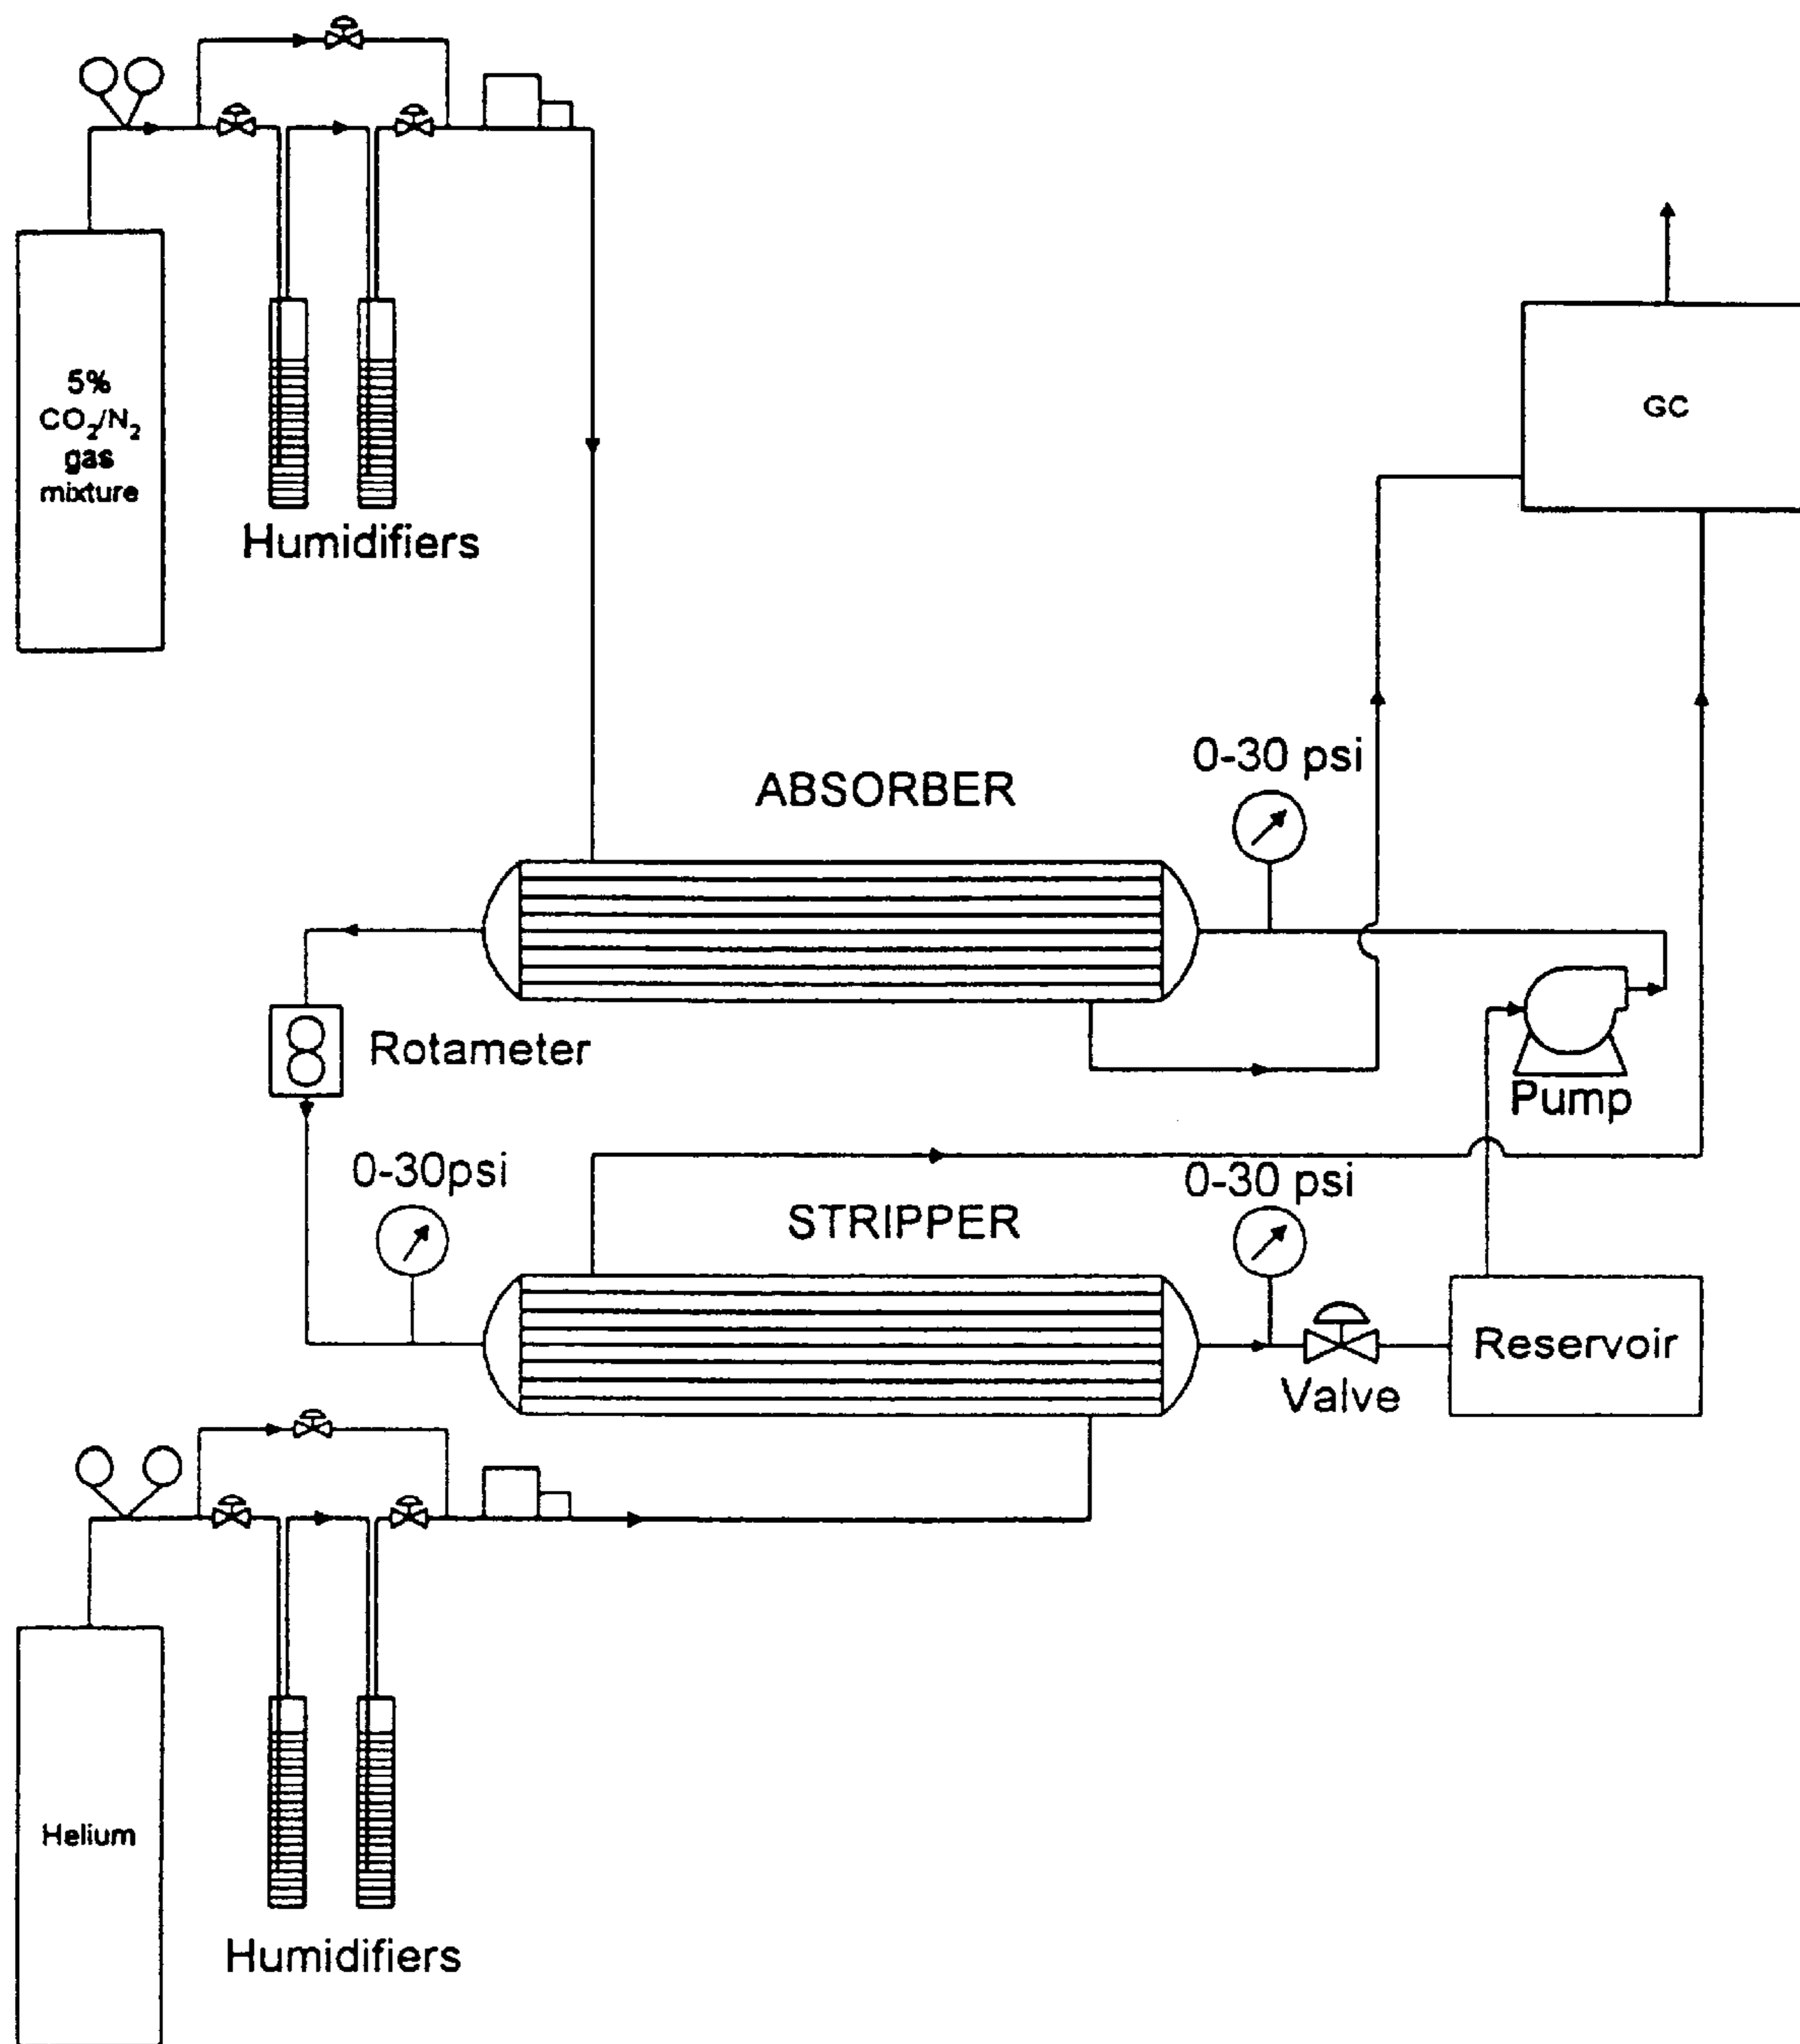 5%
CO₂/N₂
gas
mixture
Humidifiers
GC
0-30 psi
ABSORBER
Rotameter
Pump
0-30psi
0-30 psi
STRIPPER
Reservoir
Valve
Helium
Humidifiers